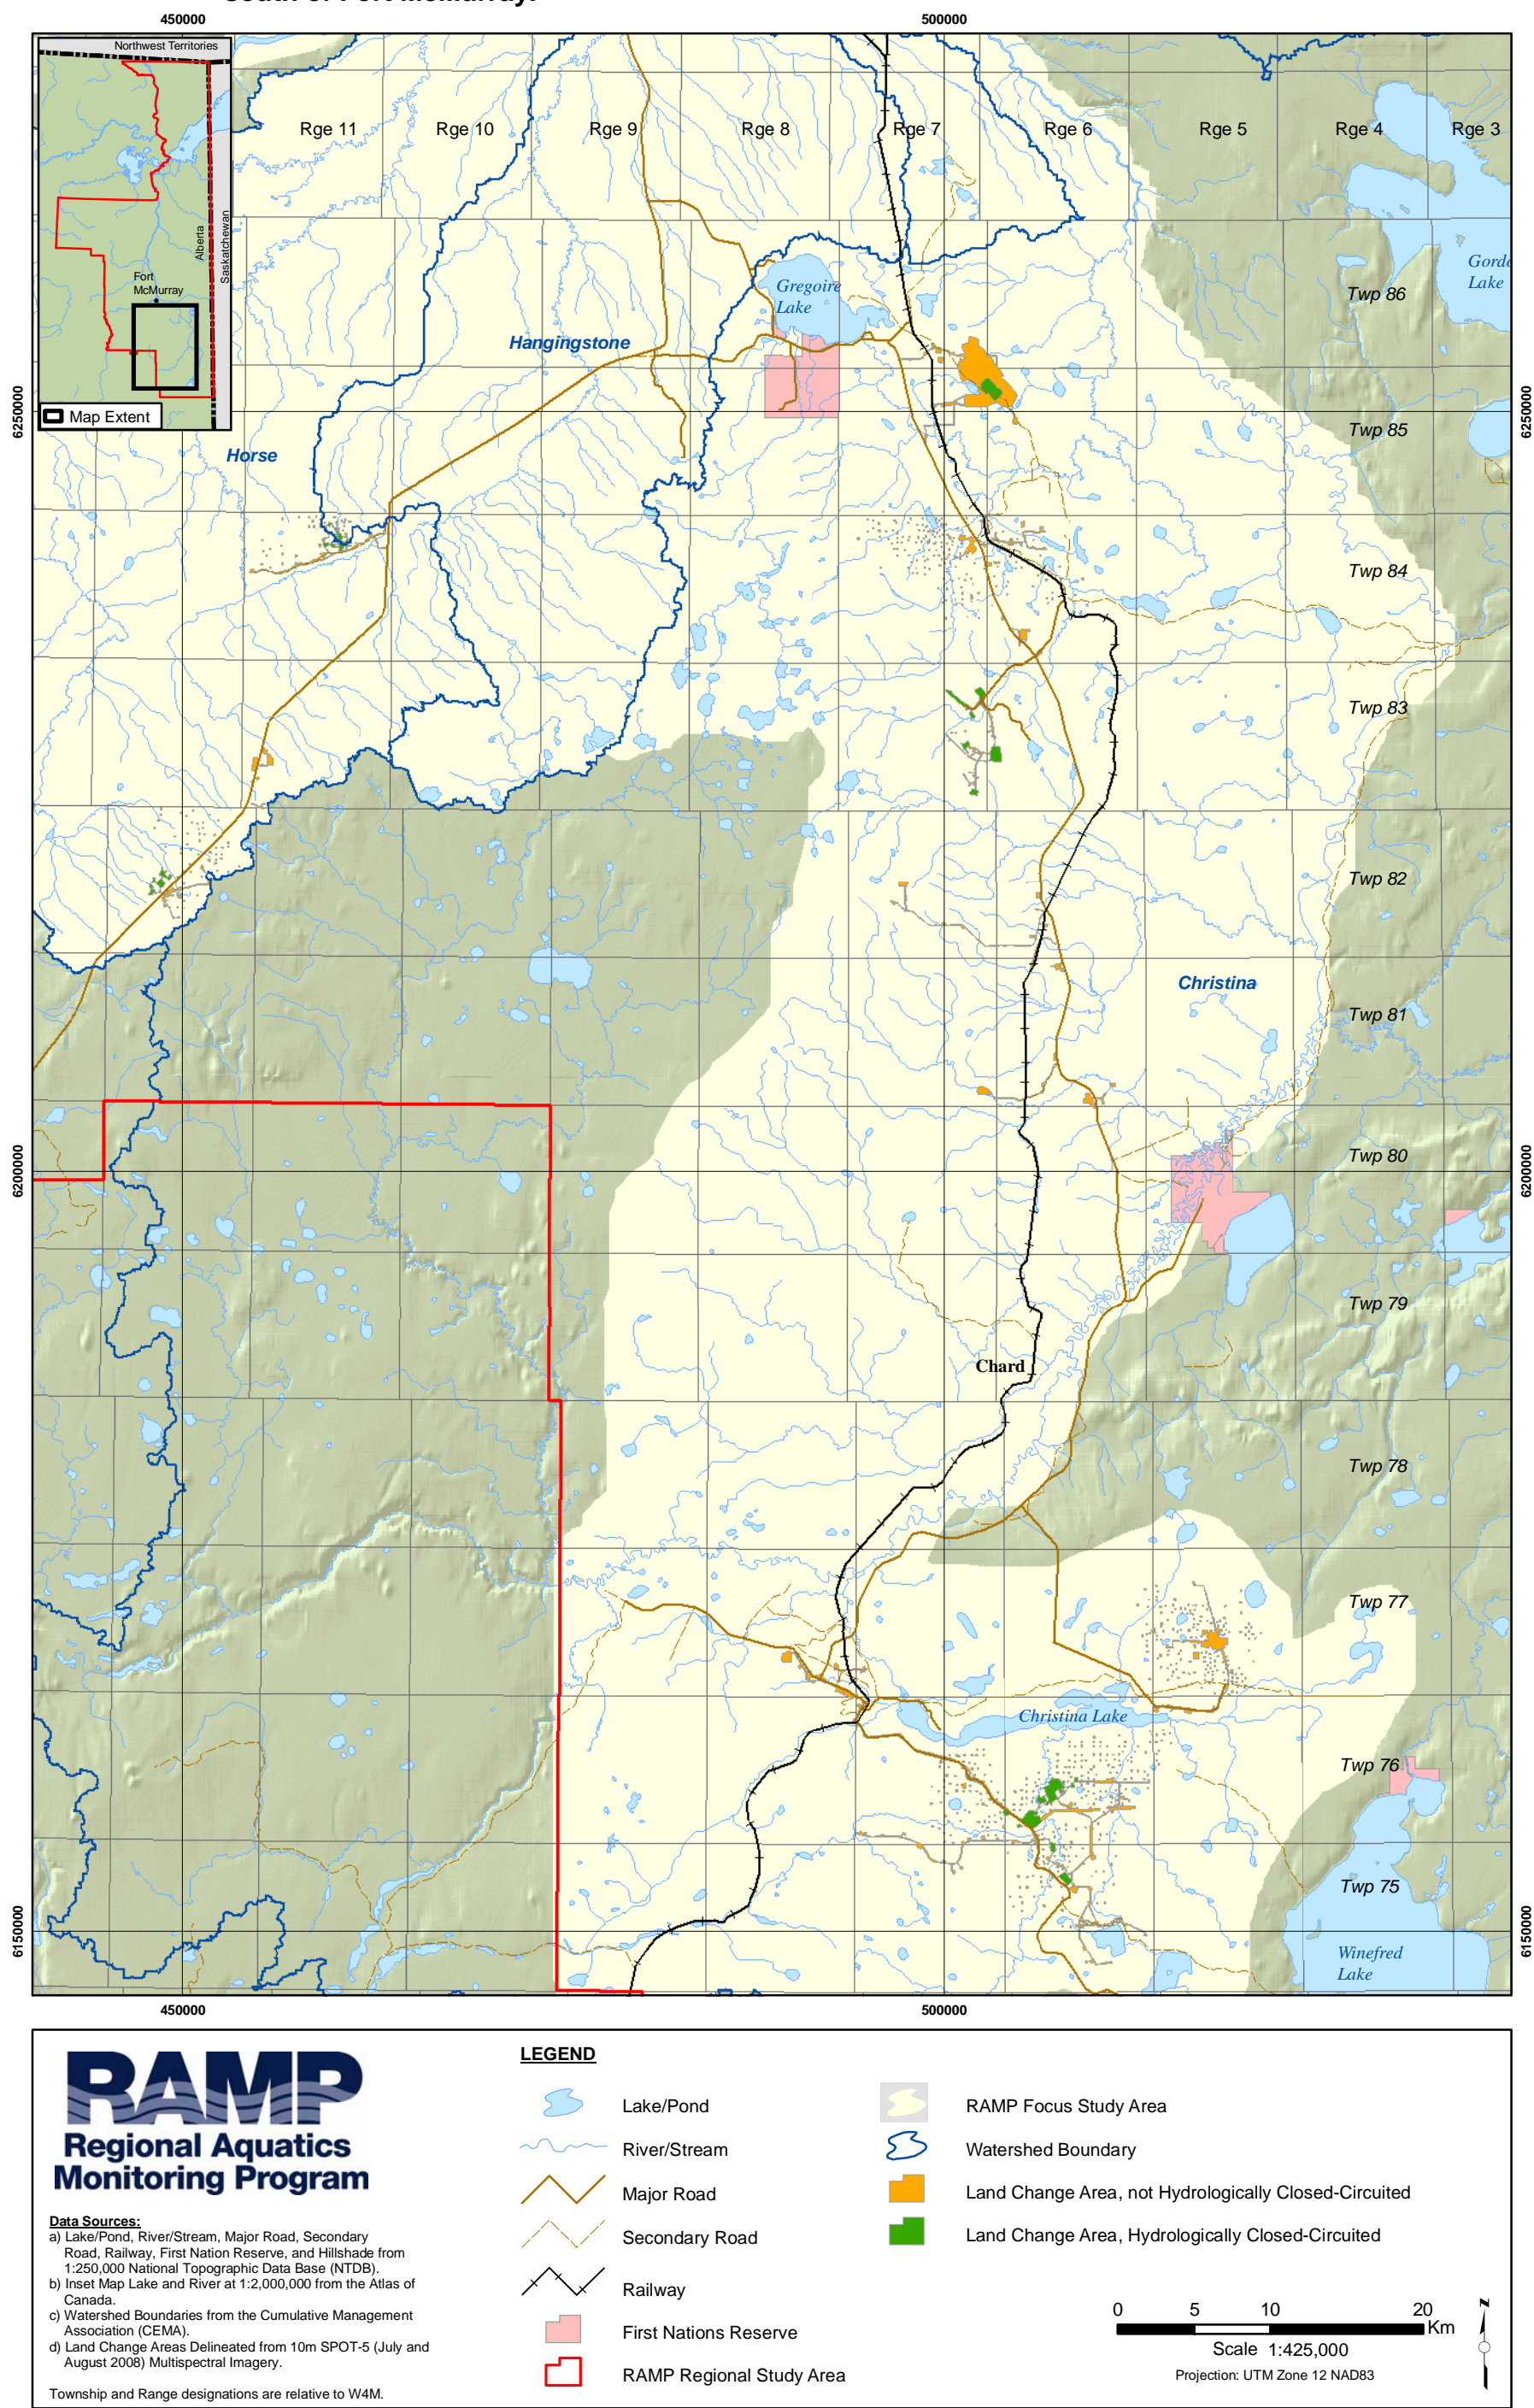 South of Fort McMurray.
450000
500000
Northwest Territories
Alberta
Saskatchewan
Fort
McMurray
Map Extent
Rge 11
Rge 10
Rge 9
Rge 8
Rge 7
Rge 6
Rge 5
Rge 4
Rge 3
Gregoire
Lake
Gordo
Lake
Twp 86
Hangingstone
6250000
6250000
Twp 85
Horse
Twp 84
Twp 83
Twp 82
Christina
Twp 81
6200000
6200000
Twp 80
Twp 79
Chard
Twp 78
Twp 77
Christina Lake
Twp 76
Twp 75
6150000
6150000
Winefred
Lake
450000
500000
RAMP
Regional Aquatics
Monitoring Program
Data Sources:
a) Lake/Pond, River/Stream, Major Road, Secondary
Road, Railway, First Nation Reserve, and Hillshade from
1:250,000 National Topographic Data Base (NTDB).
b) Inset Map Lake and River at 1:2,000,000 from the Atlas of
Canada.
c) Watershed Boundaries from the Cumulative Management
Association (CEMA).
d) Land Change Areas Delineated from 10m SPOT-5 (July and
August 2008) Multispectral Imagery.
Township and Range designations are relative to W4M.
LEGEND
Lake/Pond
River/Stream
Major Road
Secondary Road
Railway
First Nations Reserve
RAMP Regional Study Area
RAMP Focus Study Area
Watershed Boundary
Land Change Area, not Hydrologically Closed-Circuited
Land Change Area, Hydrologically Closed-Circuited
0 5 10 20
Km
Scale 1:425,000
Projection: UTM Zone 12 NAD83
N